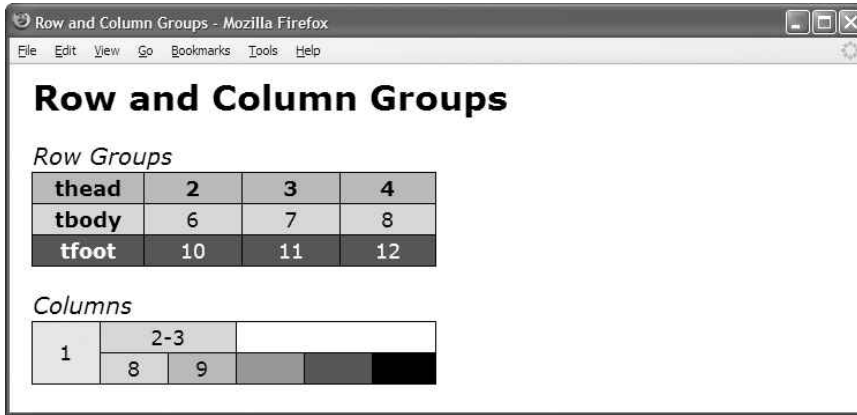 Row and Column Groups - Mozilla Firefox
File Edit View Go Bookmarks Tools Help
Row and Column Groups
Row Groups
thead 2 3 4
tbody 6 7 8
tfoot 10 11 12
Columns
1 2-3
8 9